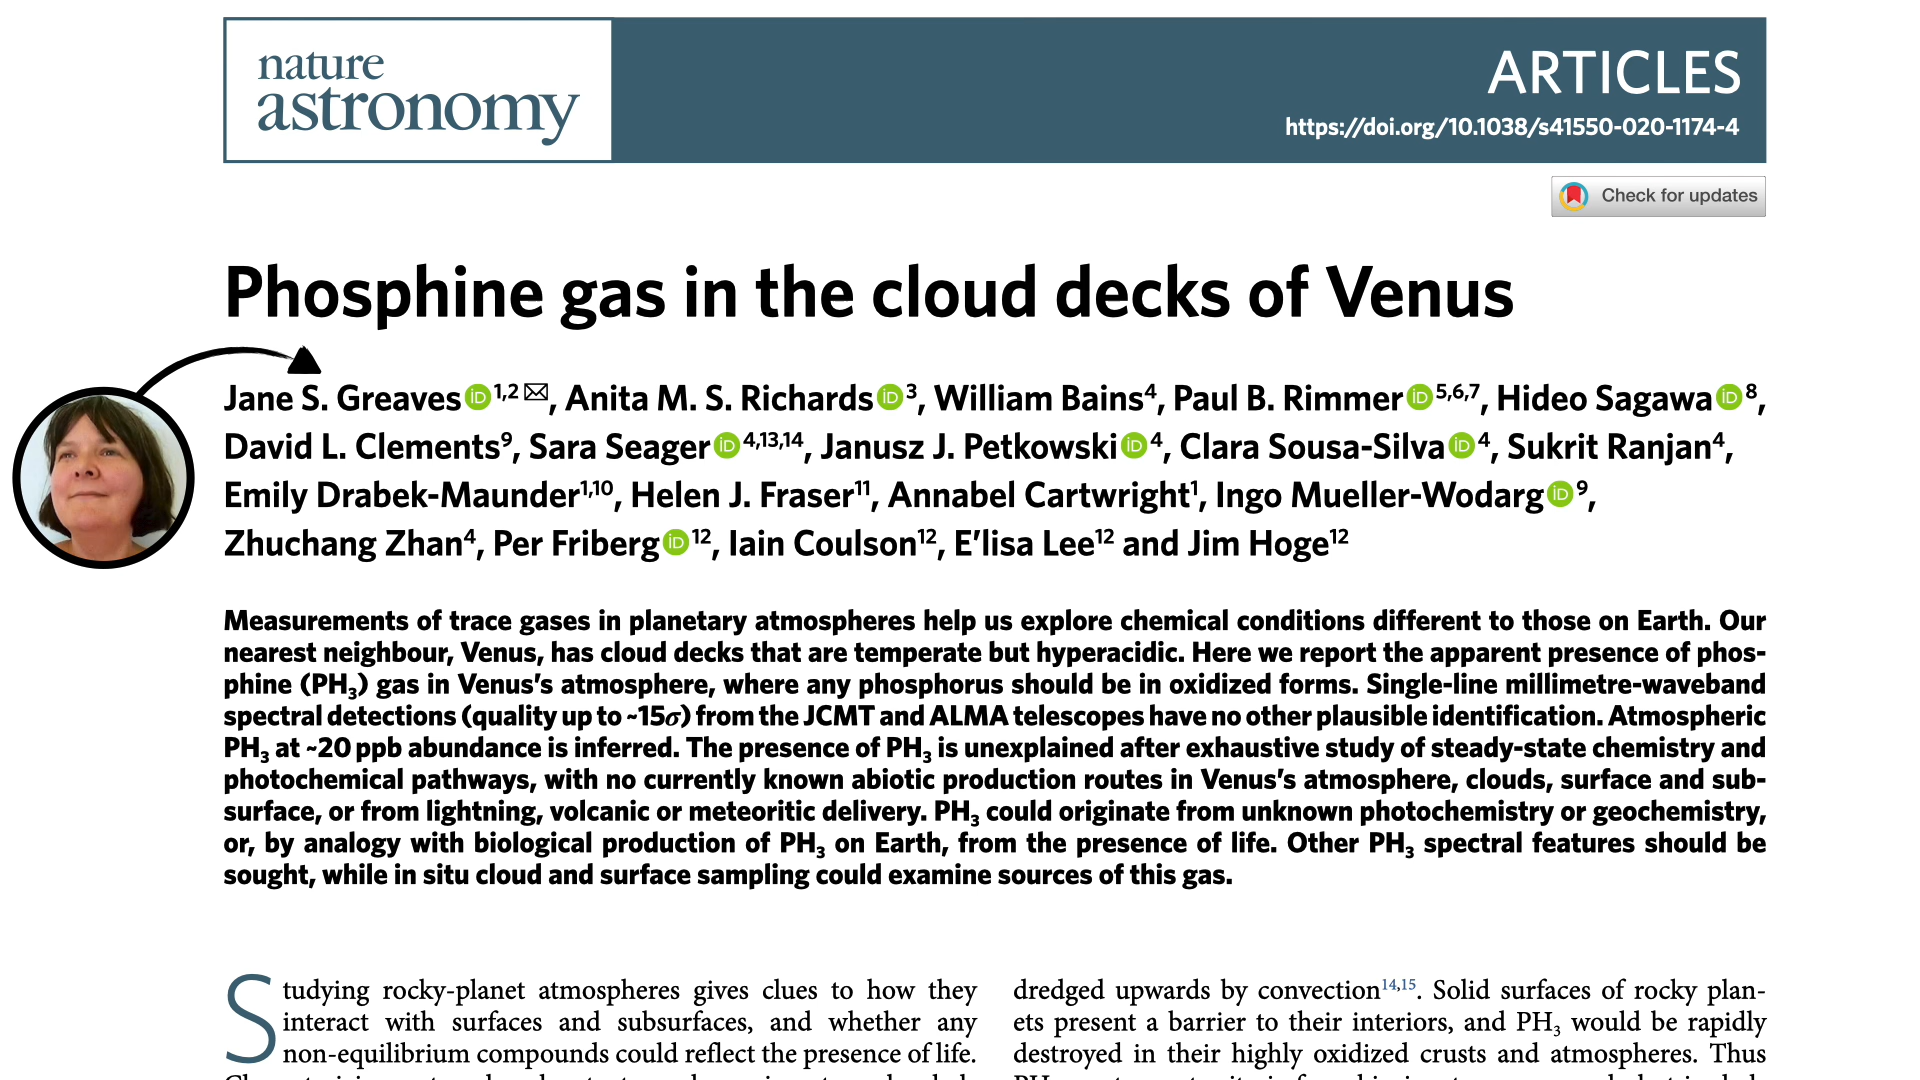 nature
astronomy
ARTICLES
https://doi.org/10.1038/s41550-020-1174-4
Check for updates
Phosphine gas in the cloud decks of Venus
Jane S. Greaves iD 1,2 ✉, Anita M. S. Richards iD 3, William Bains4, Paul B. Rimmer iD 5,6,7, Hideo Sagawa iD 8,
David L. Clements9, Sara Seager iD 4,13,14, Janusz J. Petkowski iD 4, Clara Sousa-Silva iD 4, Sukrit Ranjan4,
Emily Drabek-Maunder1,10, Helen J. Fraser11, Annabel Cartwright1, Ingo Mueller-Wodarg iD 9,
Zhuchang Zhan4, Per Friberg iD 12, Iain Coulson12, E’lisa Lee12 and Jim Hoge12
Measurements of trace gases in planetary atmospheres help us explore chemical conditions different to those on Earth. Our
nearest neighbour, Venus, has cloud decks that are temperate but hyperacidic. Here we report the apparent presence of phos-
phine (PH3) gas in Venus’s atmosphere, where any phosphorus should be in oxidized forms. Single-line millimetre-waveband
spectral detections (quality up to ~15σ) from the JCMT and ALMA telescopes have no other plausible identification. Atmospheric
PH3 at ~20 ppb abundance is inferred. The presence of PH3 is unexplained after exhaustive study of steady-state chemistry and
photochemical pathways, with no currently known abiotic production routes in Venus’s atmosphere, clouds, surface and sub-
surface, or from lightning, volcanic or meteoritic delivery. PH3 could originate from unknown photochemistry or geochemistry,
or, by analogy with biological production of PH3 on Earth, from the presence of life. Other PH3 spectral features should be
sought, while in situ cloud and surface sampling could examine sources of this gas.
Studying rocky-planet atmospheres gives clues to how they
interact with surfaces and subsurfaces, and whether any
non-equilibrium compounds could reflect the presence of life.
dredged upwards by convection14,15. Solid surfaces of rocky plan-
ets present a barrier to their interiors, and PH3 would be rapidly
destroyed in their highly oxidized crusts and atmospheres. Thus